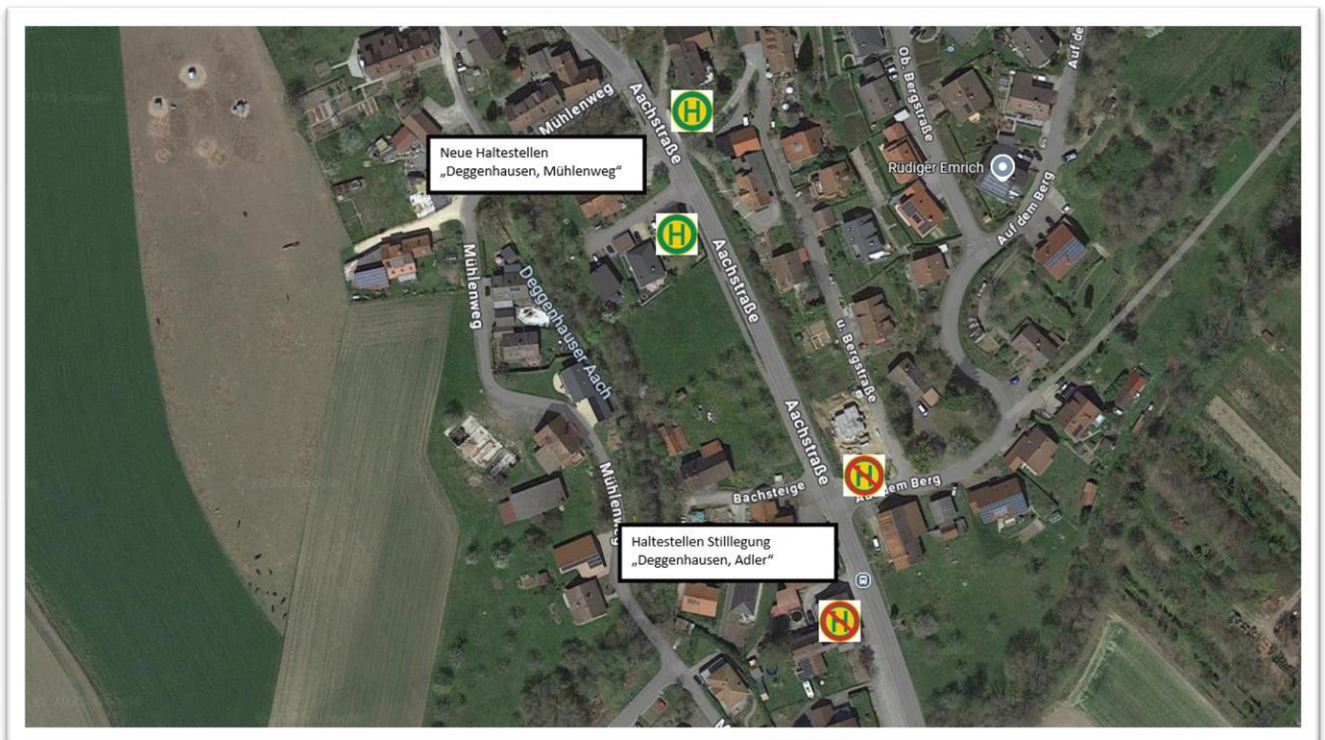 Auf de
Ob. Bergstraße
Aachstraße
H
Mühlenweg
Neue Haltestellen
„Deggenhausen, Mühlenweg“
Rüdiger Emrich
Auf dem Berg
H
Mühlenweg
Aachstraße
Deggenhauser Aach
u. Bergstraße
Aachstraße
H
Bachsteige
dem Berg
Mühlenweg
Haltestellen Stilllegung
„Deggenhausen, Adler“
H
M